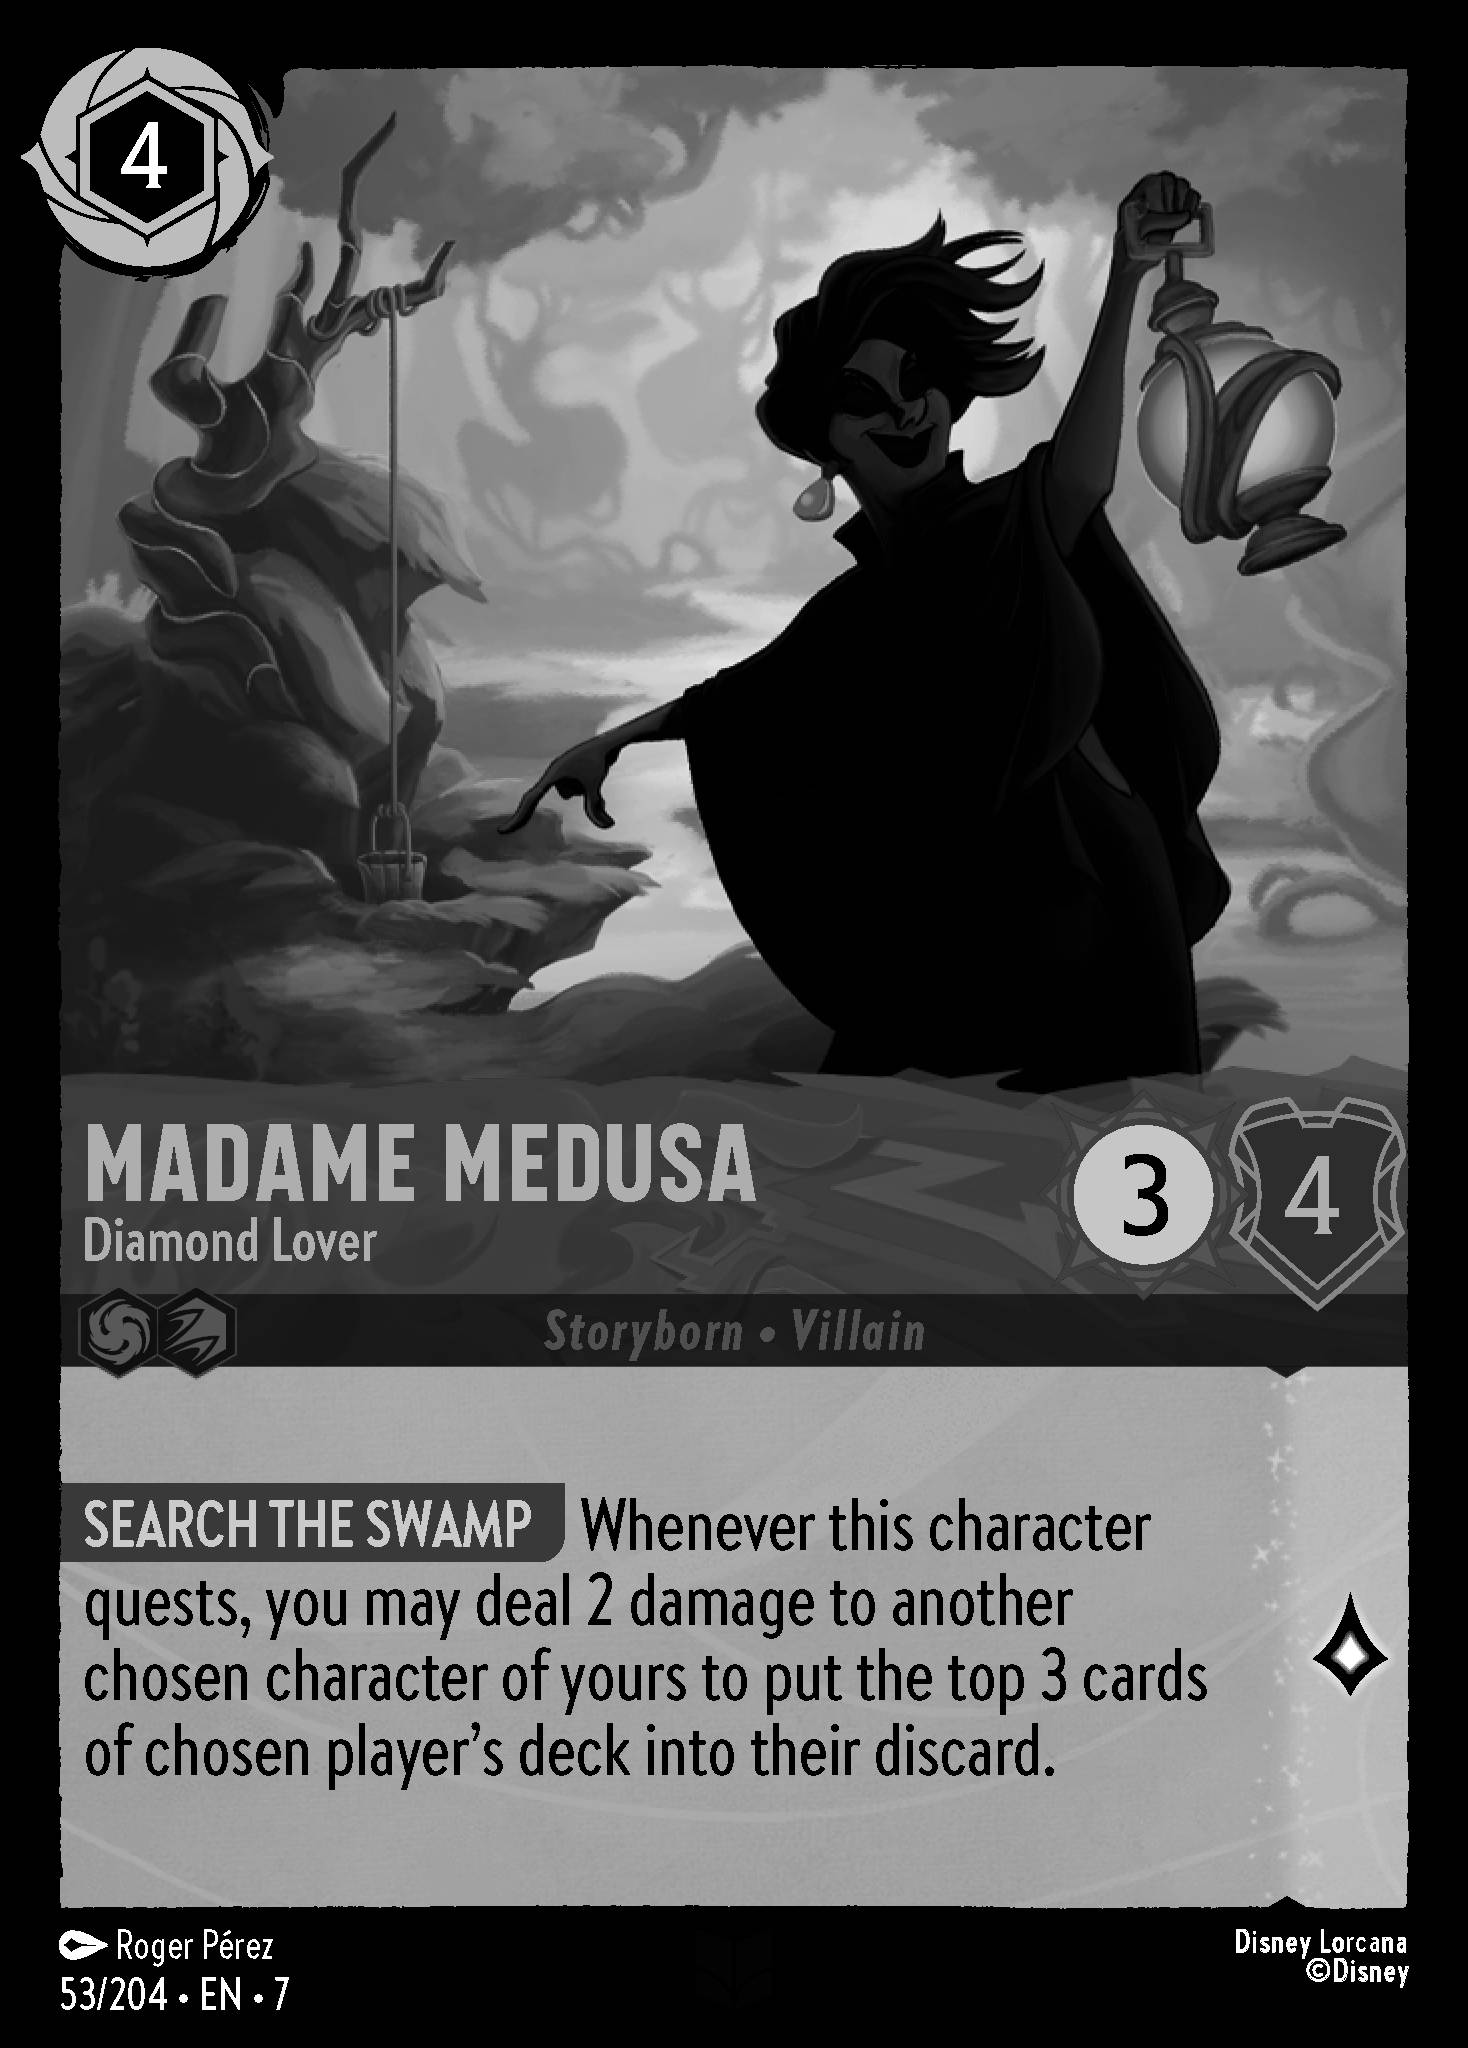 4
MADAME MEDUSA
Diamond Lover
3
4
Storyborn • Villain
SEARCH THE SWAMP Whenever this character
quests, you may deal 2 damage to another
chosen character of yours to put the top 3 cards
of chosen player's deck into their discard.
Roger Pérez
53/204 • EN • 7
Disney Lorcana
©Disney